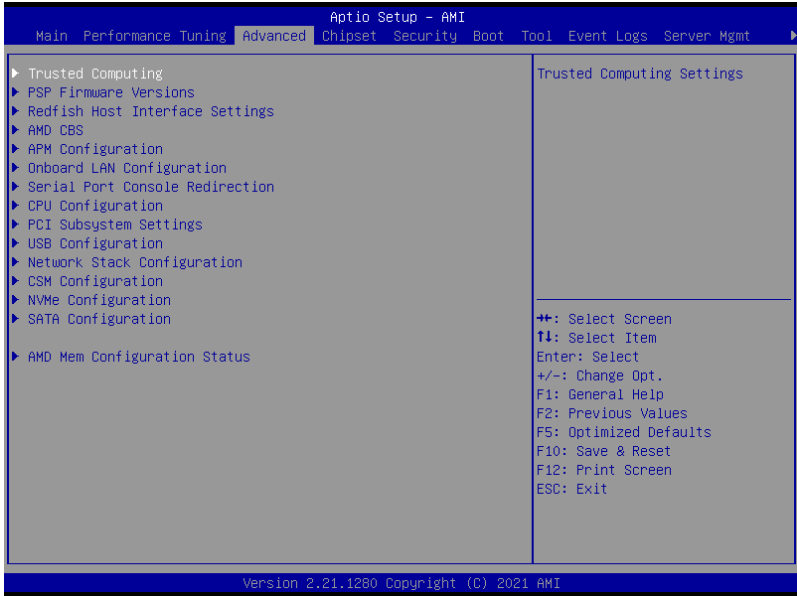 Aptio Setup - AMI
Main Performance Tuning Advanced Chipset Security Boot Tool Event Logs Server Mgmt
Trusted Computing
PSP Firmware Versions
Redfish Host Interface Settings
AMD CBS
APM Configuration
Onboard LAN Configuration
Serial Port Console Redirection
CPU Configuration
PCI Subsystem Settings
USB Configuration
Network Stack Configuration
CSM Configuration
NVMe Configuration
SATA Configuration
AMD Mem Configuration Status
Trusted Computing Settings
→←: Select Screen
↑↓: Select Item
Enter: Select
+/-: Change Opt.
F1: General Help
F2: Previous Values
F5: Optimized Defaults
F10: Save & Reset
F12: Print Screen
ESC: Exit
Version 2.21.1280 Copyright (C) 2021 AMI